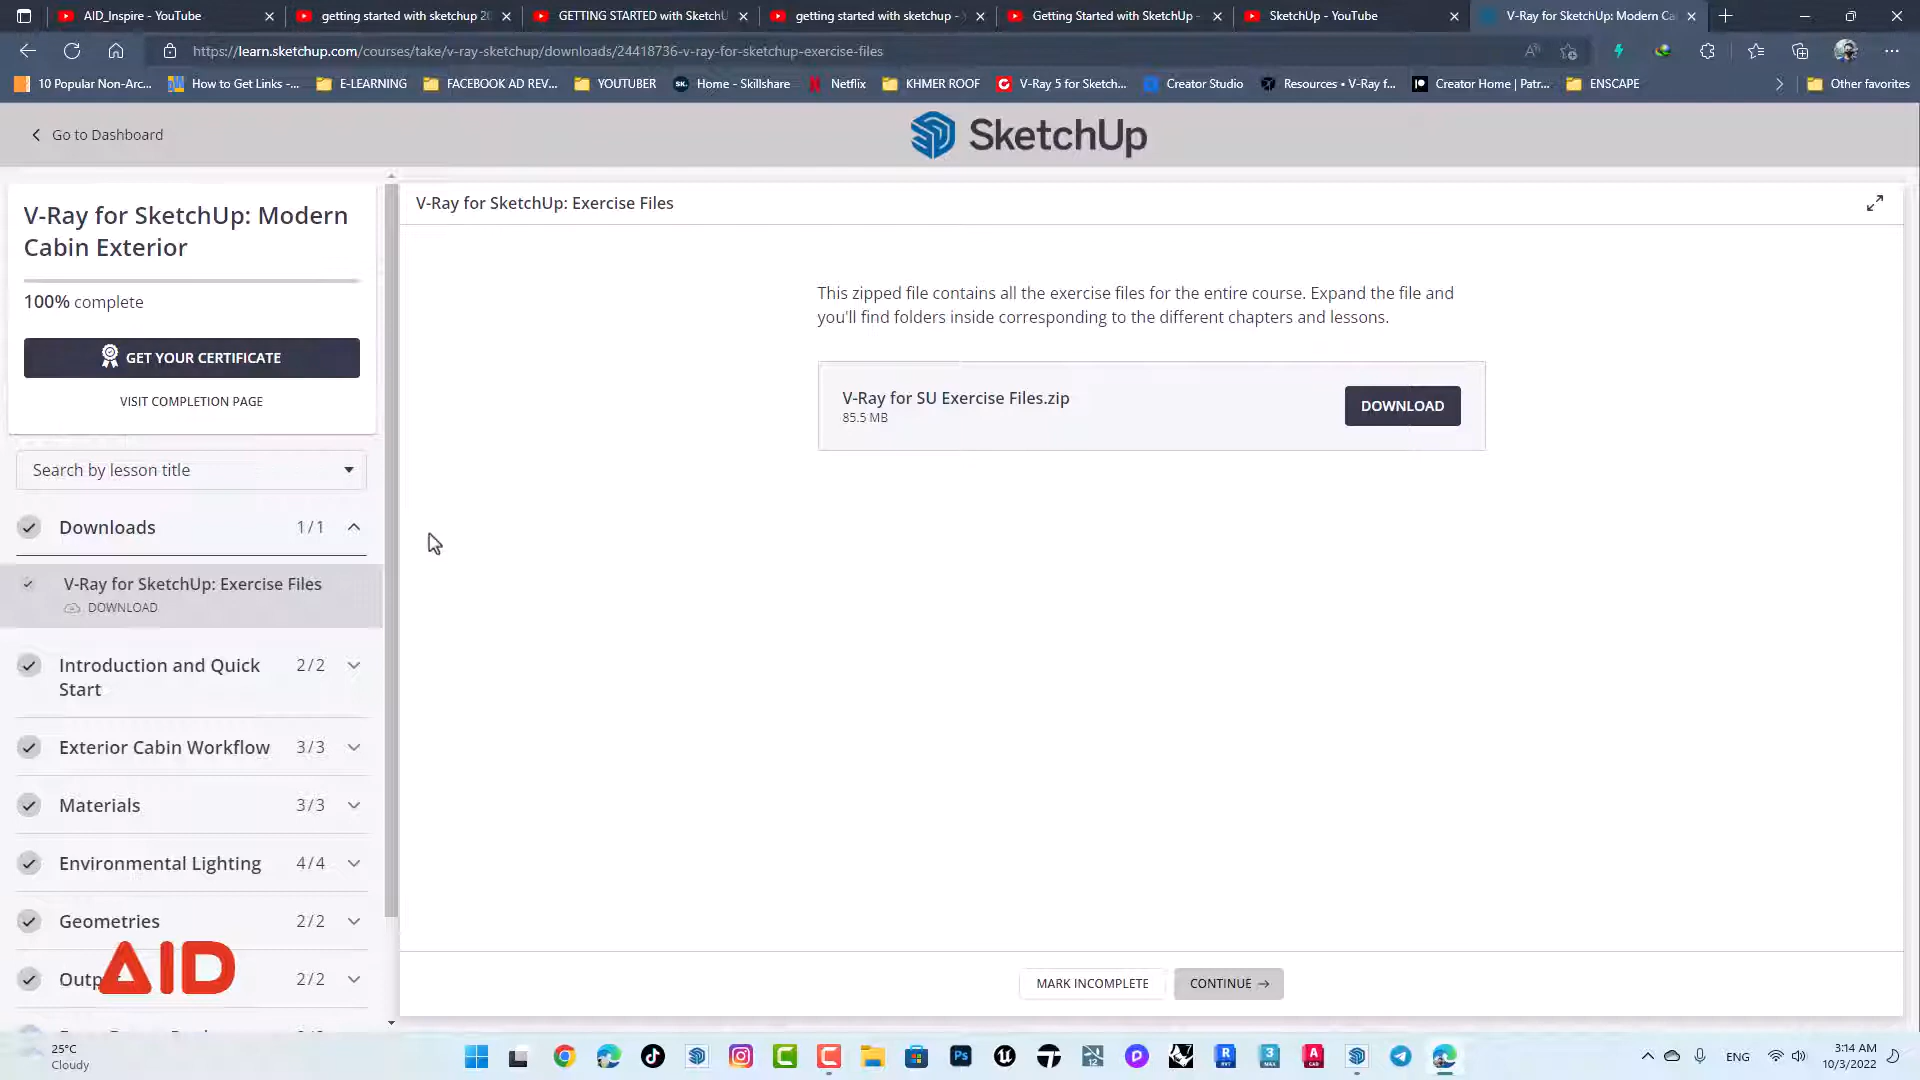 AID_Inspire - YouTube
getting started with sketchup 20
GETTING STARTED with SketchU
getting started with sketchup -
Getting Started with SketchUp -
SketchUp - YouTube
V-Ray for SketchUp: Modern Ca
https://learn.sketchup.com/courses/take/v-ray-sketchup/downloads/24418736-v-ray-for-sketchup-exercise-files
10 Popular Non-Arc...
How to Get Links -...
E-LEARNING
FACEBOOK AD REV...
YOUTUBER
SK. Home - Skillshare
Netflix
KHMER ROOF
V-Ray 5 for Sketch...
Creator Studio
Resources • V-Ray f...
Creator Home | Patr...
ENSCAPE
Other favorites
Go to Dashboard
SketchUp
V-Ray for SketchUp: Modern
Cabin Exterior
100% complete
GET YOUR CERTIFICATE
VISIT COMPLETION PAGE
Search by lesson title
Downloads 1 / 1
V-Ray for SketchUp: Exercise Files
DOWNLOAD
Introduction and Quick
Start 2 / 2
Exterior Cabin Workflow 3 / 3
Materials 3 / 3
Environmental Lighting 4 / 4
Geometries 2 / 2
Outp 2 / 2
AID
V-Ray for SketchUp: Exercise Files
This zipped file contains all the exercise files for the entire course. Expand the file and
you'll find folders inside corresponding to the different chapters and lessons.
V-Ray for SU Exercise Files.zip
85.5 MB
DOWNLOAD
MARK INCOMPLETE
CONTINUE →
25°C
Cloudy
ENG
3:14 AM
10/3/2022